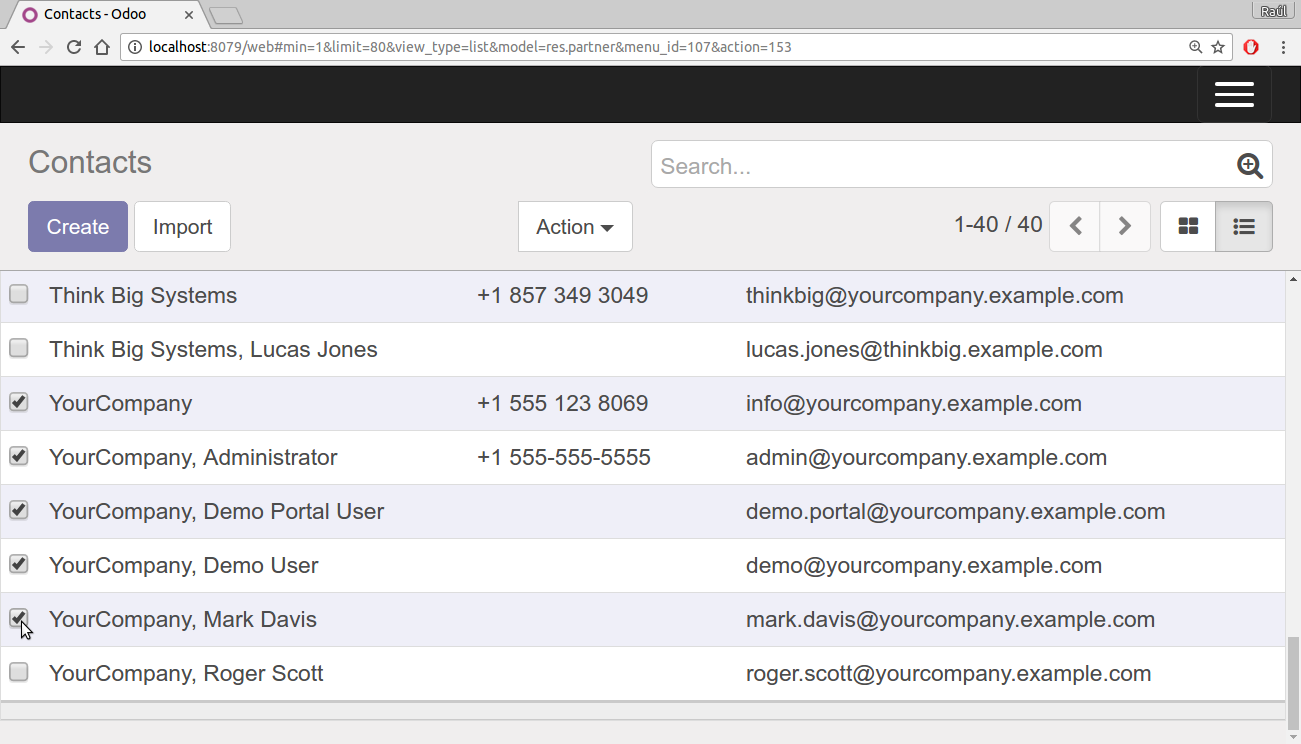 Contacts - Odoo
Raúl
localhost:8079/web#min=1&limit=80&view_type=list&model=res.partner&menu_id=107&action=153
Contacts
Search...
Create Import Action 1-40 / 40
Think Big Systems +1 857 349 3049 thinkbig@yourcompany.example.com
Think Big Systems, Lucas Jones lucas.jones@thinkbig.example.com
YourCompany +1 555 123 8069 info@yourcompany.example.com
YourCompany, Administrator +1 555-555-5555 admin@yourcompany.example.com
YourCompany, Demo Portal User demo.portal@yourcompany.example.com
YourCompany, Demo User demo@yourcompany.example.com
YourCompany, Mark Davis mark.davis@yourcompany.example.com
YourCompany, Roger Scott roger.scott@yourcompany.example.com